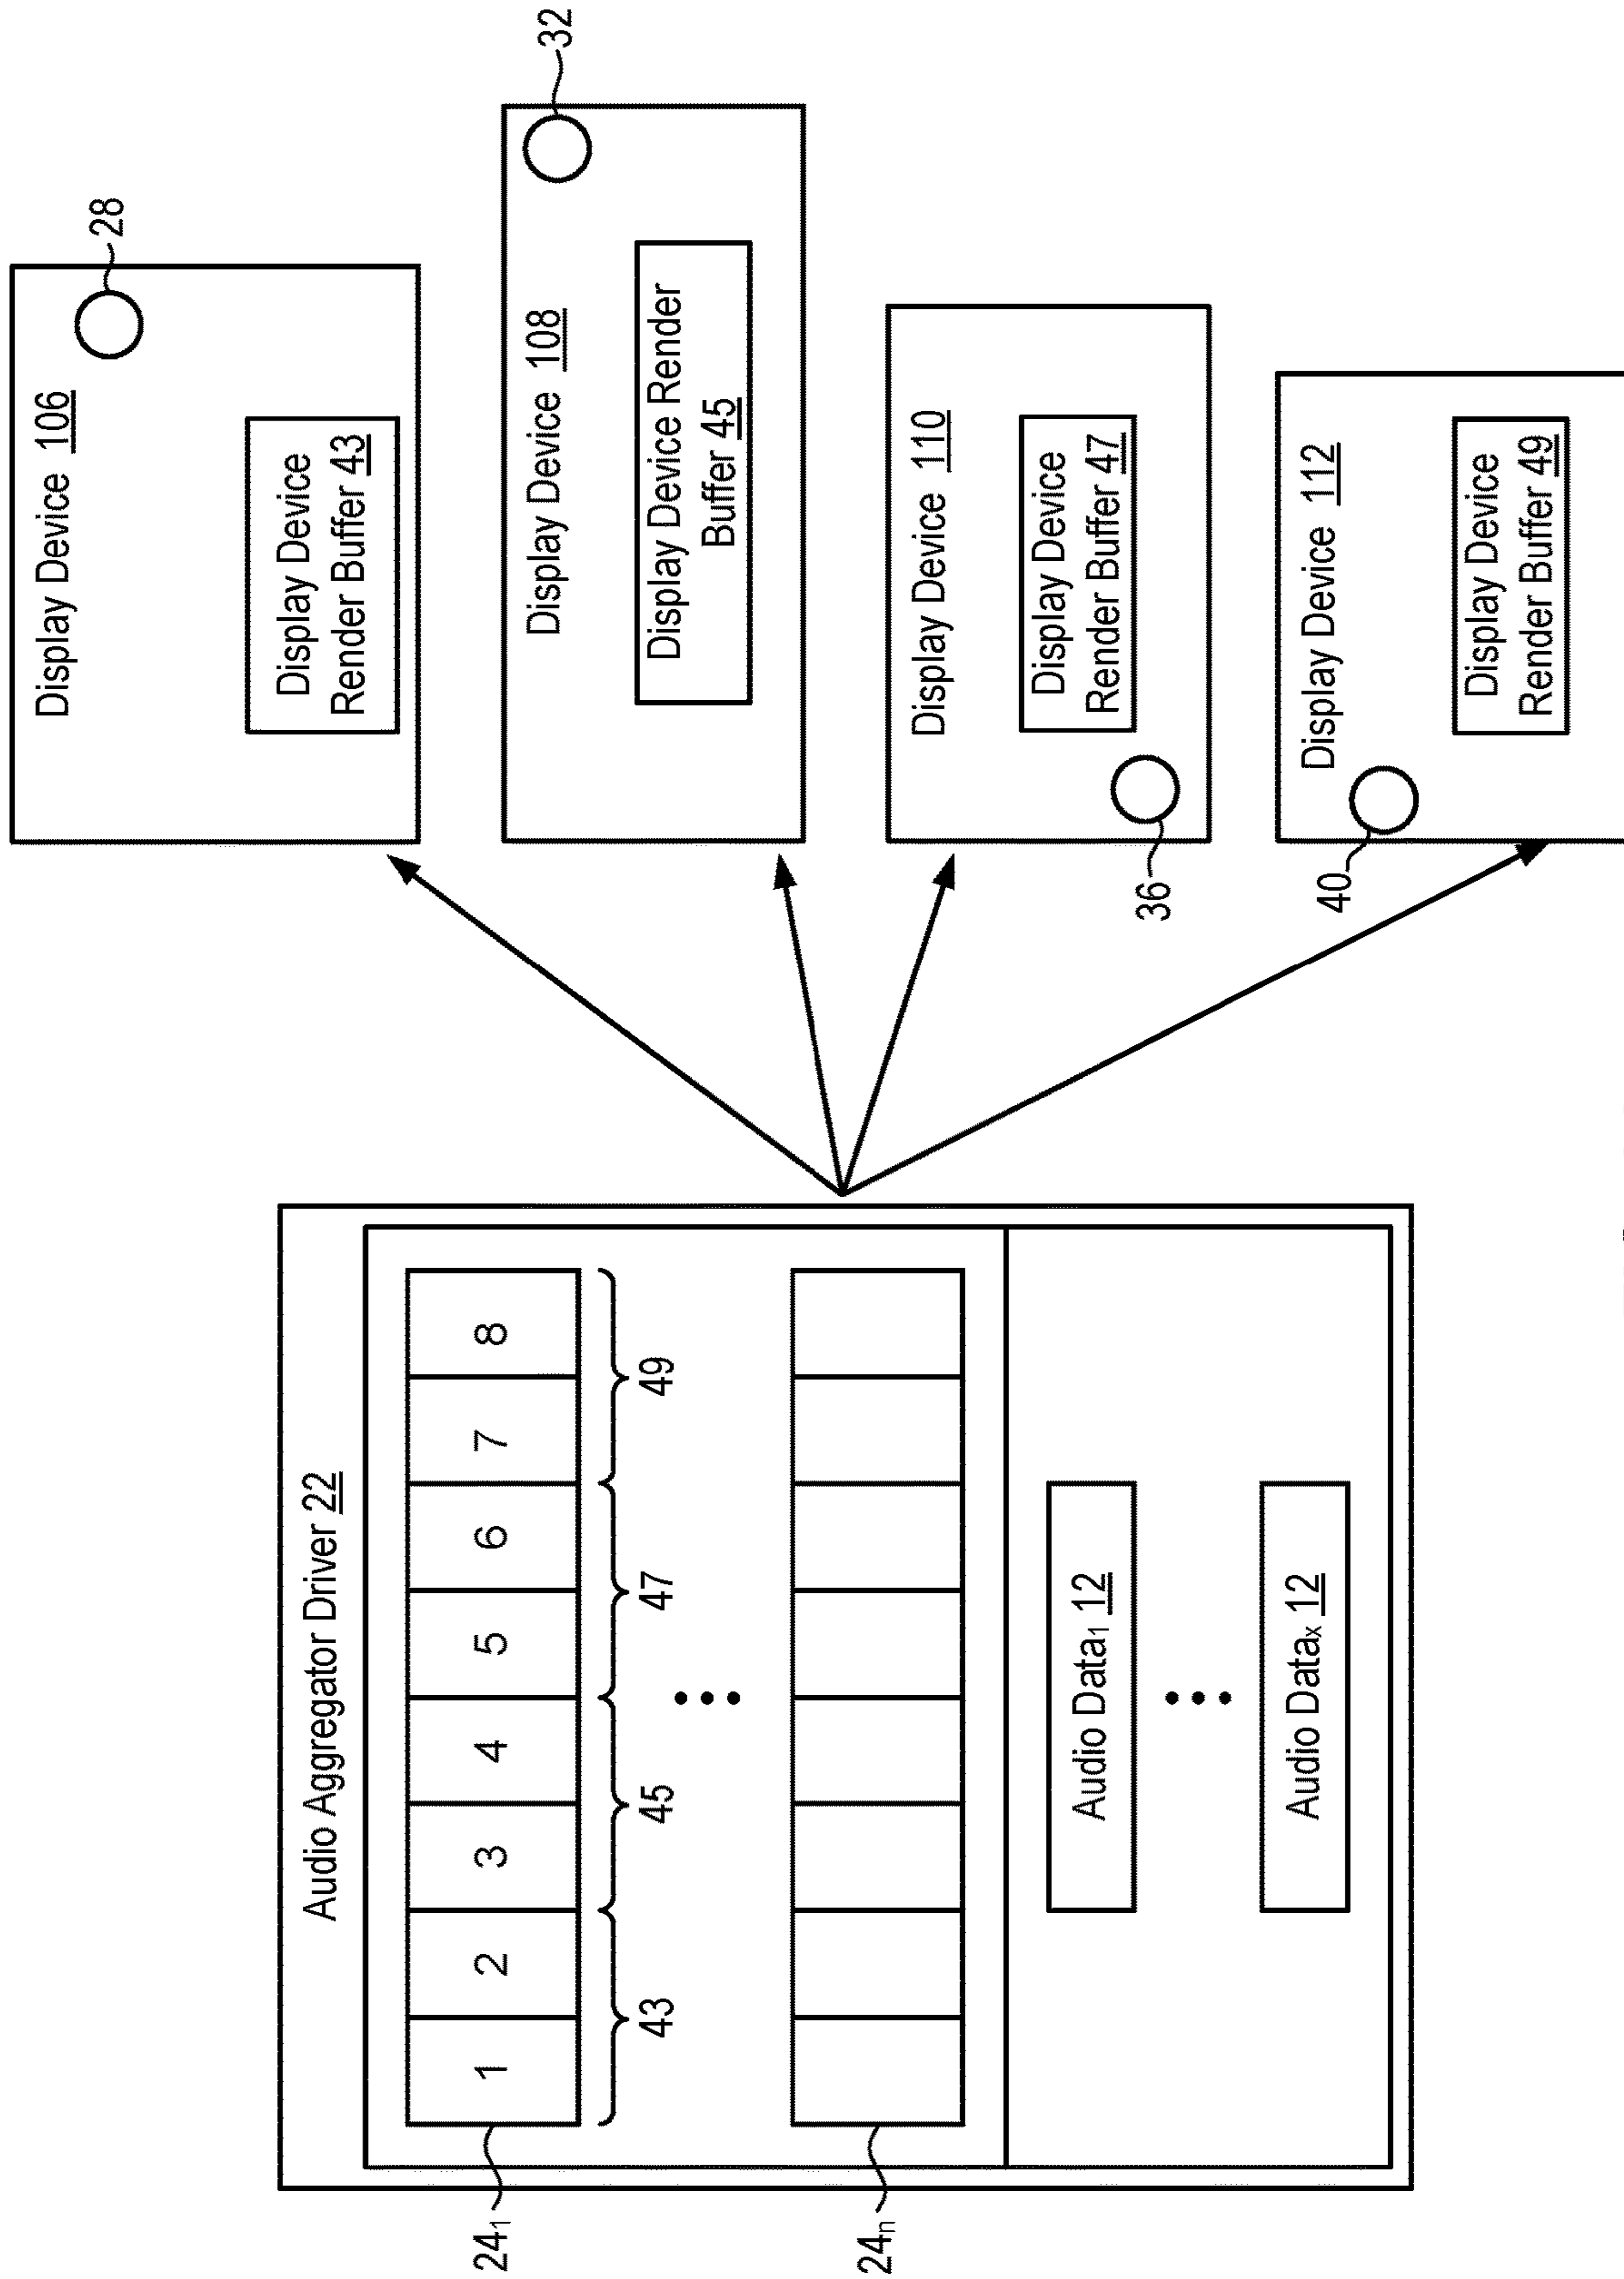 Audio Aggregator Driver 22
24₁
1 2 3 4 5 6 7 8
43 45 47 49
24ₙ
Audio Data₁ 12
Audio Dataₓ 12
Display Device 106
28
Display Device
Render Buffer 43
32
Display Device 108
Display Device Render
Buffer 45
Display Device 110
Display Device
Render Buffer 47
36
Display Device 112
40
Display Device
Render Buffer 49